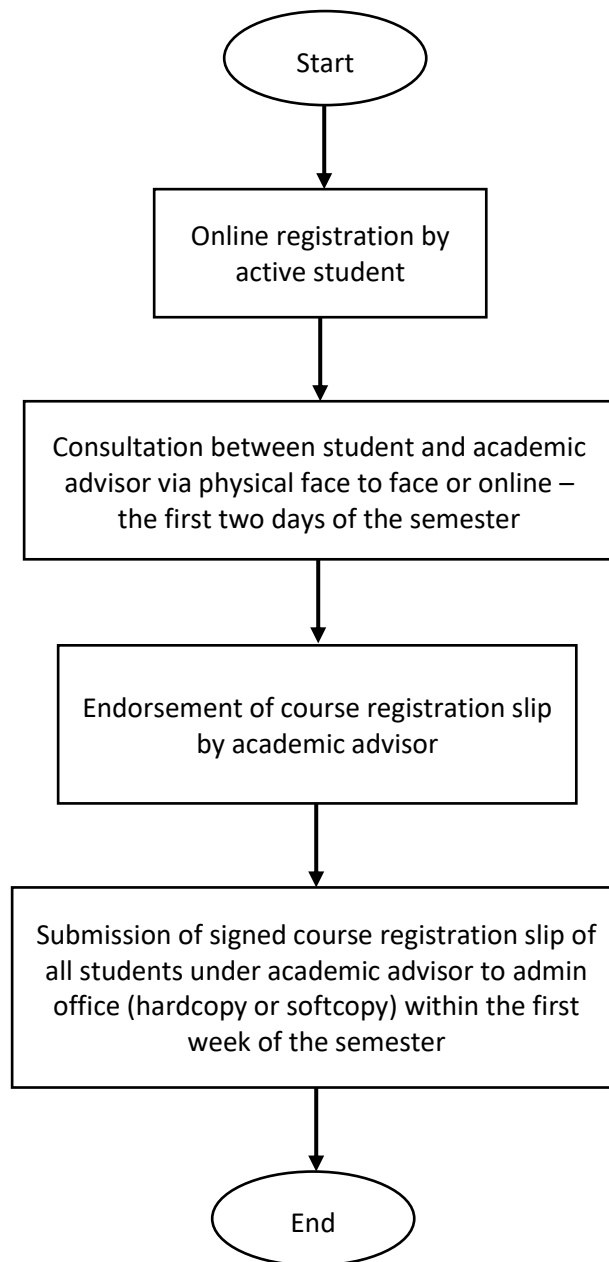 Start
Online registration by
active student
Consultation between student and academic
advisor via physical face to face or online –
the first two days of the semester
Endorsement of course registration slip
by academic advisor
Submission of signed course registration slip of
all students under academic advisor to admin
office (hardcopy or softcopy) within the first
week of the semester
End